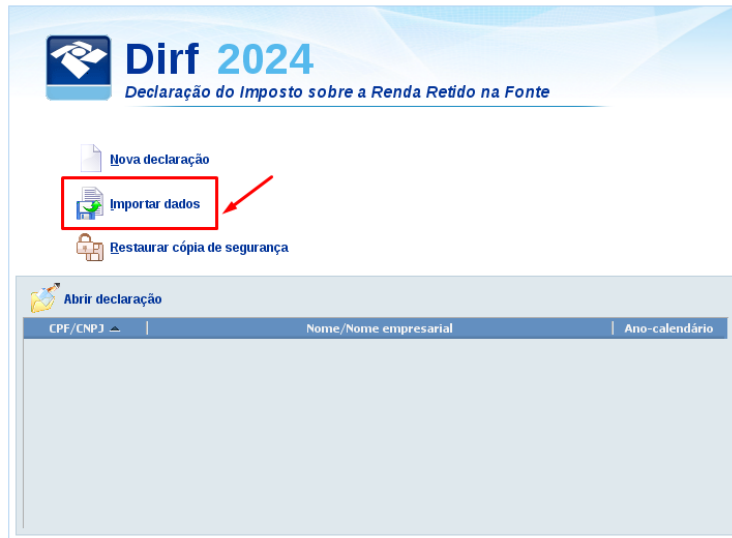 Dirf 2024
Declaração do Imposto sobre a Renda Retido na Fonte
Nova declaração
Importar dados
Restaurar cópia de segurança
Abrir declaração
CPF/CNPJ Nome/Nome empresarial Ano-calendário